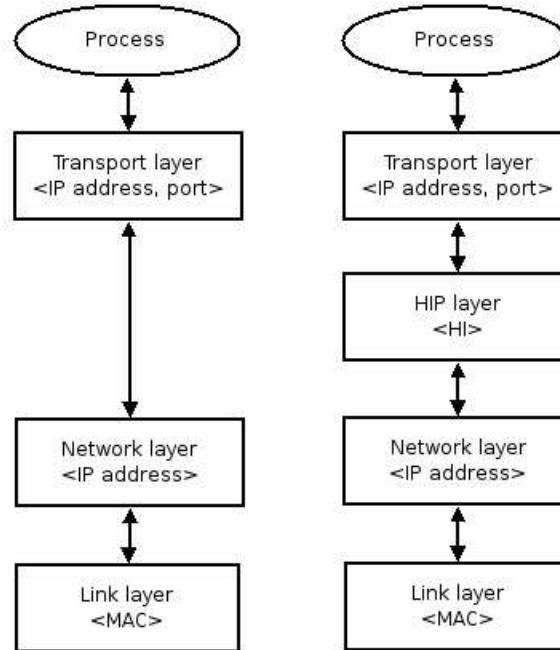 Process
Transport layer
<IP address, port>
Network layer
<IP address>
Link layer
<MAC>
Process
Transport layer
<IP address, port>
HIP layer
<HI>
Network layer
<IP address>
Link layer
<MAC>